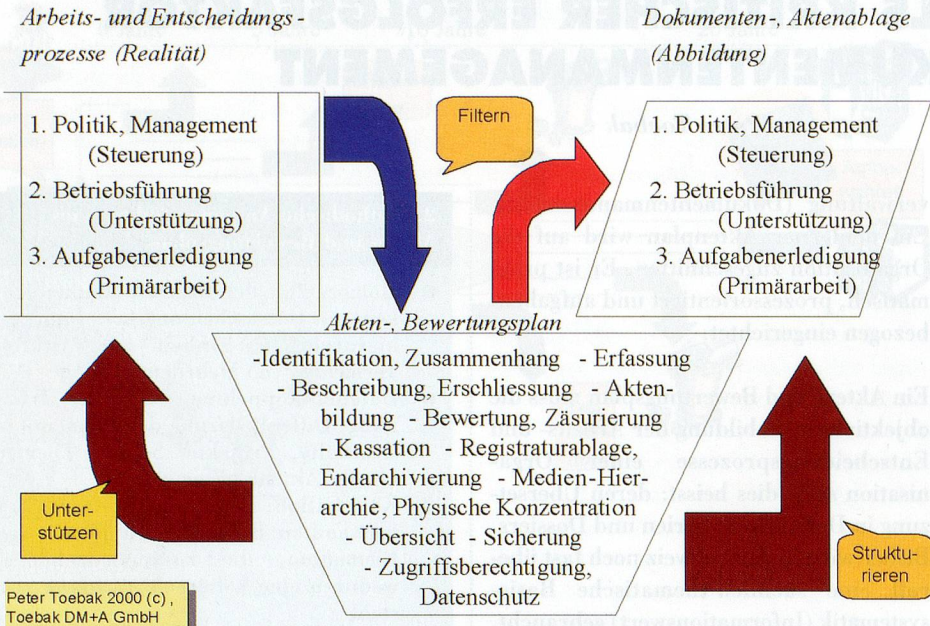 Arbeits- und Entscheidungs-
prozesse (Realität)
Dokumenten-, Aktenablage
(Abbildung)
1. Politik, Management
(Steuerung)
2. Betriebsführung
(Unterstützung)
3. Aufgabenerledigung
(Primärarbeit)
Filtern
1. Politik, Management
(Steuerung)
2. Betriebsführung
(Unterstützung)
3. Aufgabenerledigung
(Primärarbeit)
Akten-, Bewertungsplan
-Identifikation, Zusammenhang - Erfassung
- Beschreibung, Erschliessung - Akten-
bildung - Bewertung, Zäsurierung
- Kassation - Registraturablage,
Endarchivierung - Medien-Hier-
archie, Physische Konzentration
- Übersicht - Sicherung
- Zugriffsberechtigung,
Datenschutz
Unter-
stützen
Struktu-
rieren
Peter Toebak 2000 (c),
Toebak DM+A GmbH